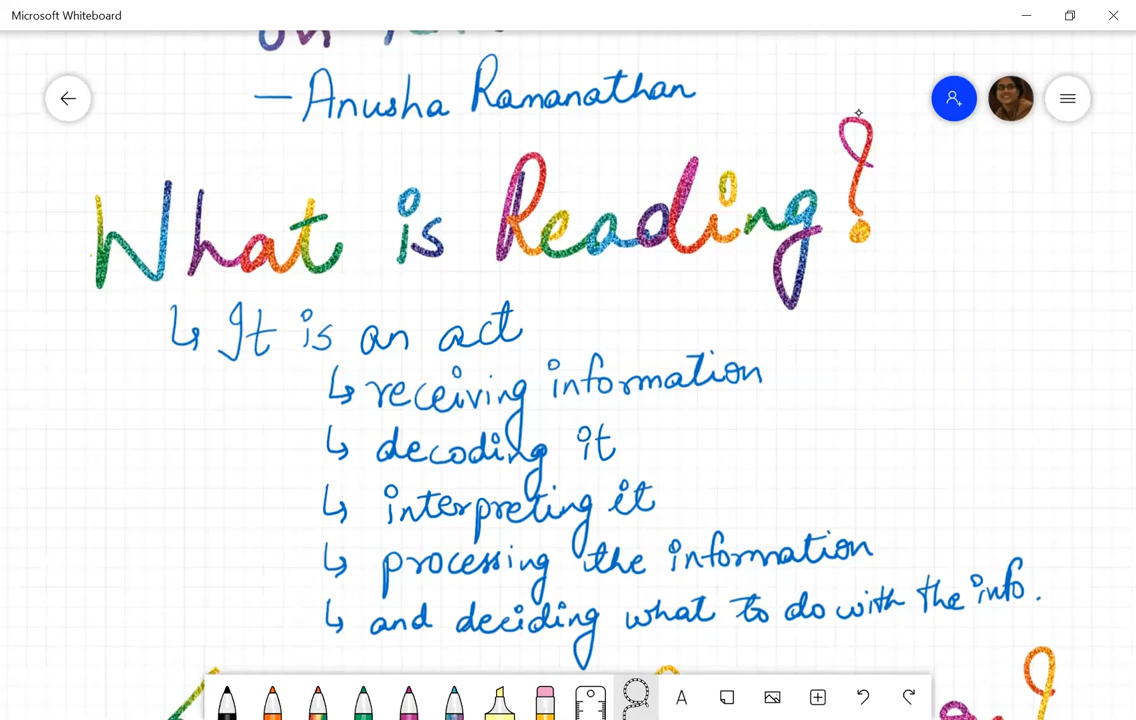 Microsoft Whiteboard
on
— Anusha Ramanathan
What is Reading?
↳ It is an act
↳ receiving information
↳ decoding it
↳ interpreting it
↳ processing the information
↳ and deciding what to do with the info.